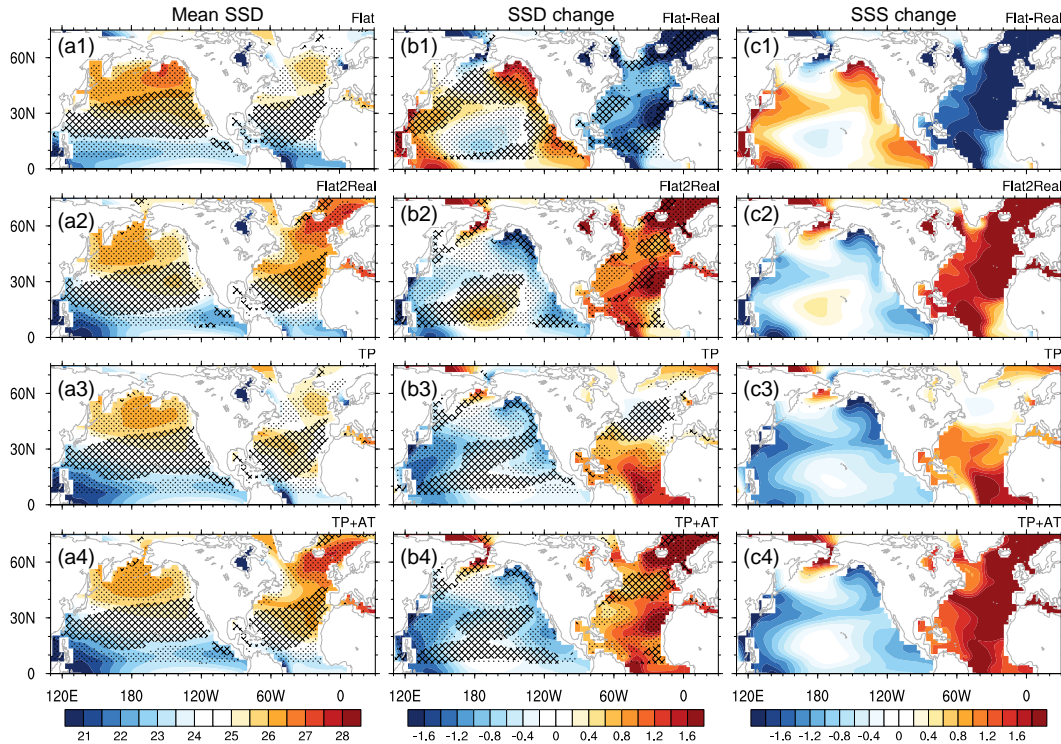 Mean SSD SSD change SSS change
Flat Flat-Real Flat-Real
(a1) (b1) (c1)
60N
30N
0
Flat2Real Flat2Real Flat2Real
(a2) (b2) (c2)
60N
30N
0
TP TP TP
(a3) (b3) (c3)
60N
30N
0
TP+AT TP+AT TP+AT
(a4) (b4) (c4)
60N
30N
0
120E 180W 60W 0 120E 180 120W 0 120E 180W 60W 0
21 22 23 24 25 26 27 28 -1.6 -1.2 -0.8 -0.4 0 0.4 0.8 1.2 1.6 -1.6 -1.2 -0.8 -0.4 0 0.4 0.8 1.2 1.6